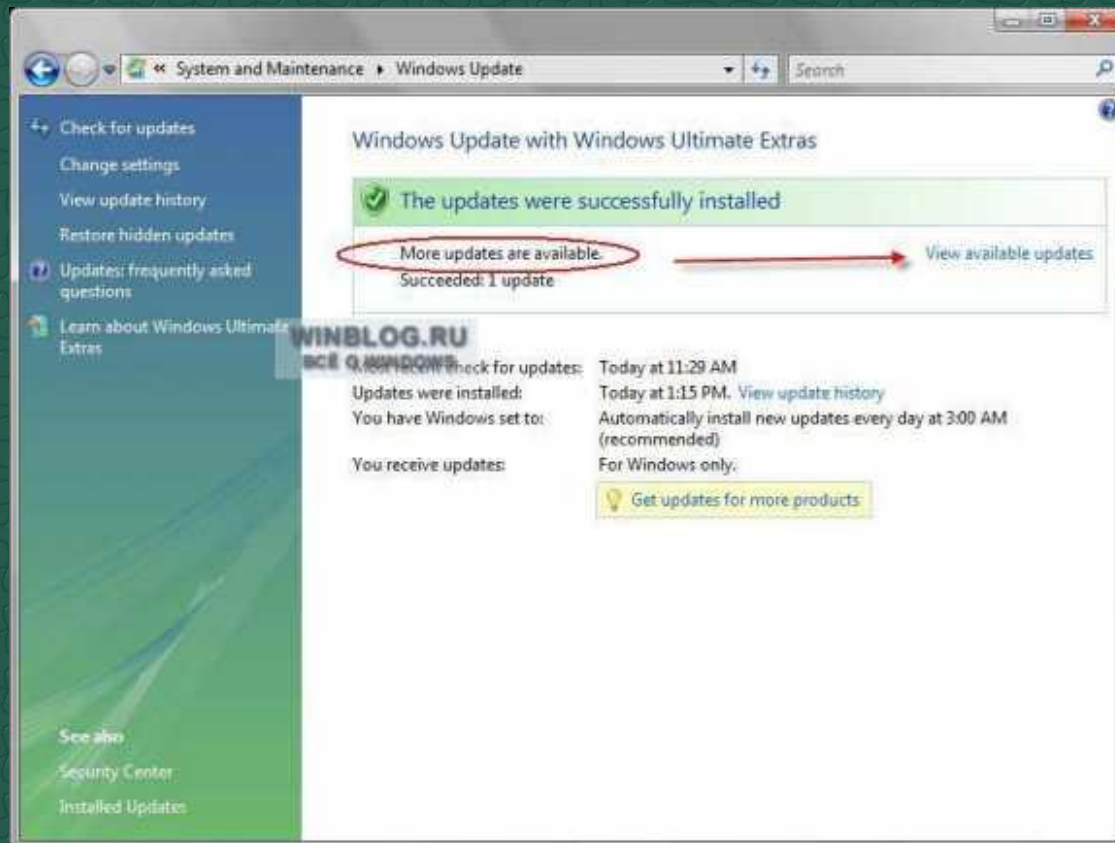 « System and Maintenance ▸ Windows Update
Search
Check for updates
Change settings
View update history
Restore hidden updates
Updates: frequently asked
questions
Learn about Windows Ultimate
Extras
See also
Security Center
Installed Updates
Windows Update with Windows Ultimate Extras
The updates were successfully installed
More updates are available.
View available updates
Succeeded: 1 update
WINBLOG.RU
ВСЁ О WINDOWS
Most recent check for updates: Today at 11:29 AM
Updates were installed: Today at 1:15 PM. View update history
You have Windows set to: Automatically install new updates every day at 3:00 AM
(recommended)
You receive updates: For Windows only.
Get updates for more products